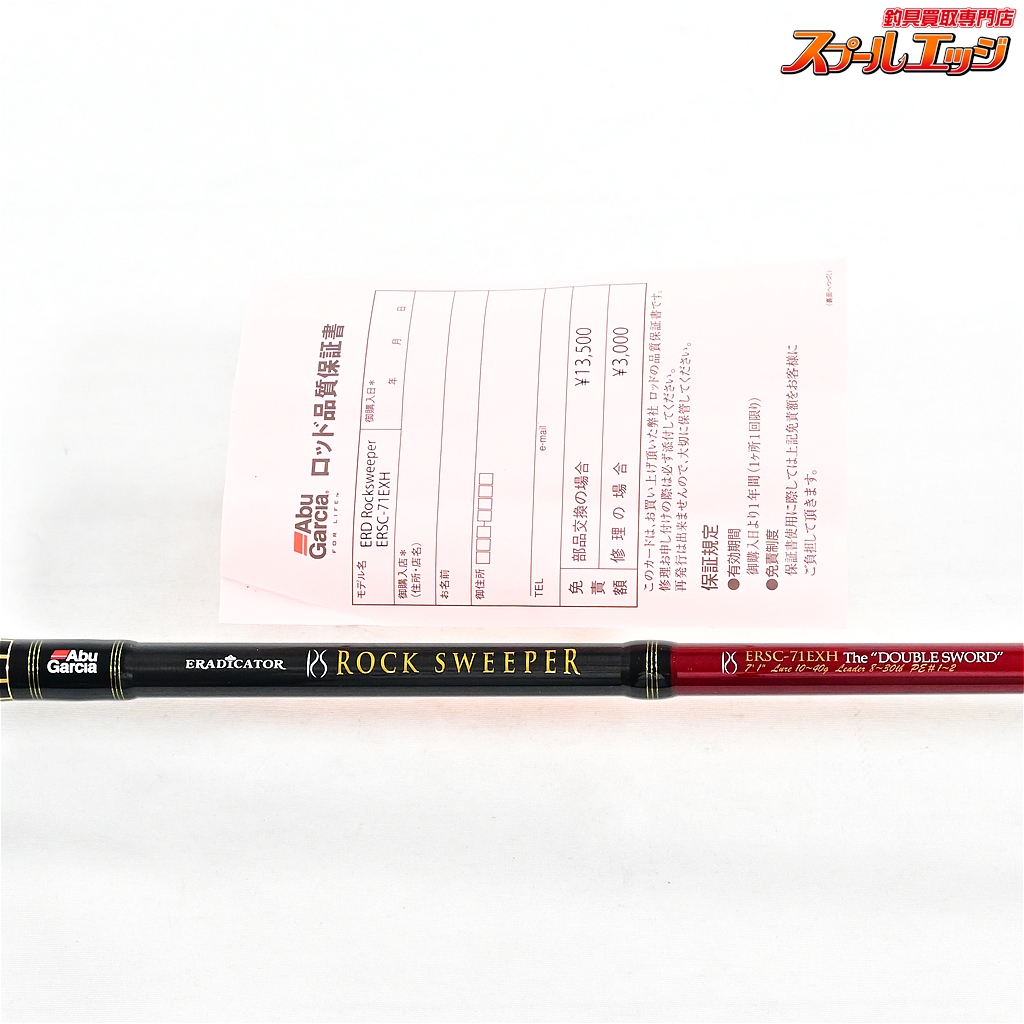 釣具買取専門店
スプールエッジ
Abu
Garcia®
FOR LIFE™
ロッド品質保証書
モデル名
ERD Rocksweeper
ERSC-71EXH
御購入日*
年 月 日
御購入店*
(住所・店名)
お名前
御住所
□□□-□□□□
TEL
e-mail
免責額
部品交換の場合 ¥13,500
修理の場合 ¥3,000
このカードは、お買い上げ頂いた弊社 ロッドの品質保証書です。
修理お申し付けの際は必ず添付してください。
再発行は出来ませんので、大切に保管してください。
保証規定
●有効期間
御購入日より1年間(1ヶ所1回限り)
●免責制度
保証書使用に際しては上記免責額をお客様に
ご負担して頂きます。
(裏面へつづく)
Abu
Garcia
ERADICATOR
RS ROCK SWEEPER
RS ERSC-71EXH The "DOUBLE SWORD"
7'1" Lure 10~40g Leader 8~30lb PE#1~2